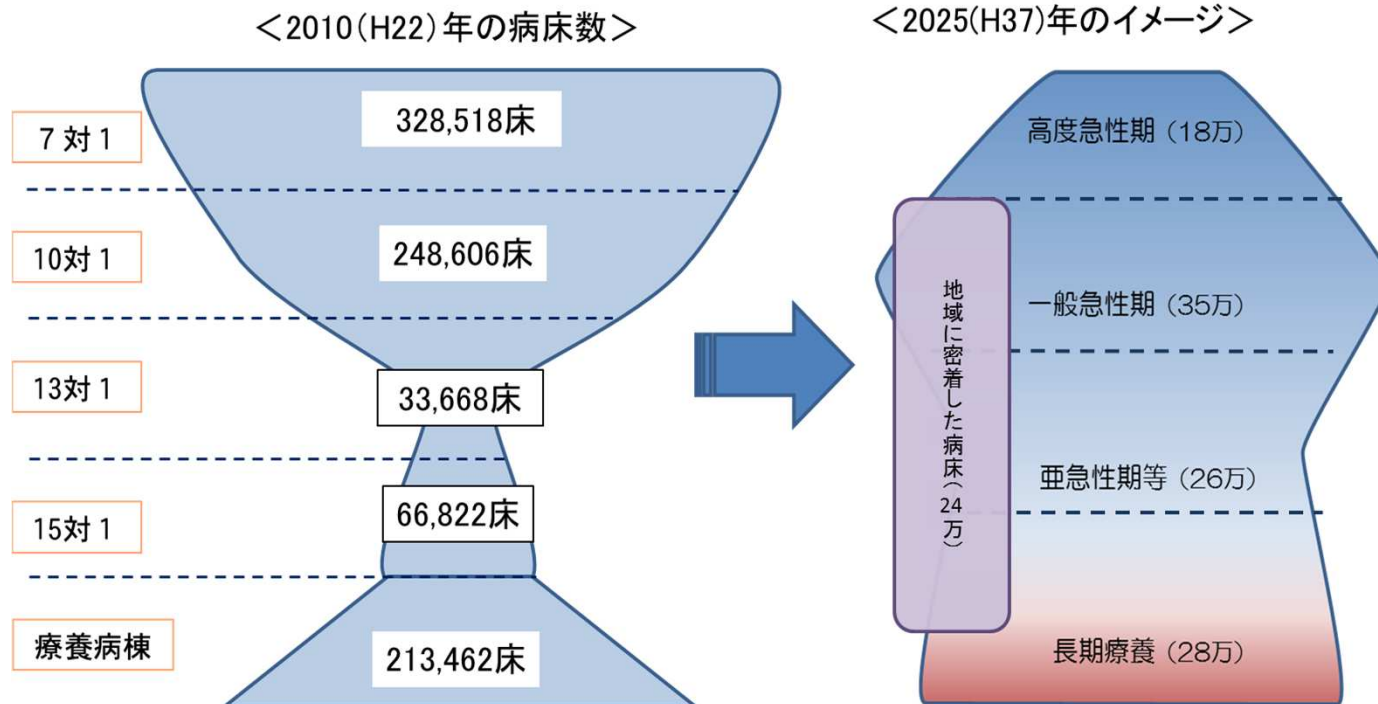 ＜2010(H22)年の病床数＞
7対1
328,518床
10対1
248,606床
13対1
33,668床
15対1
66,822床
療養病棟
213,462床
＜2025(H37)年のイメージ＞
高度急性期（18万）
一般急性期（35万）
亜急性期等（26万）
長期療養（28万）
地域に密着した病床（24万）